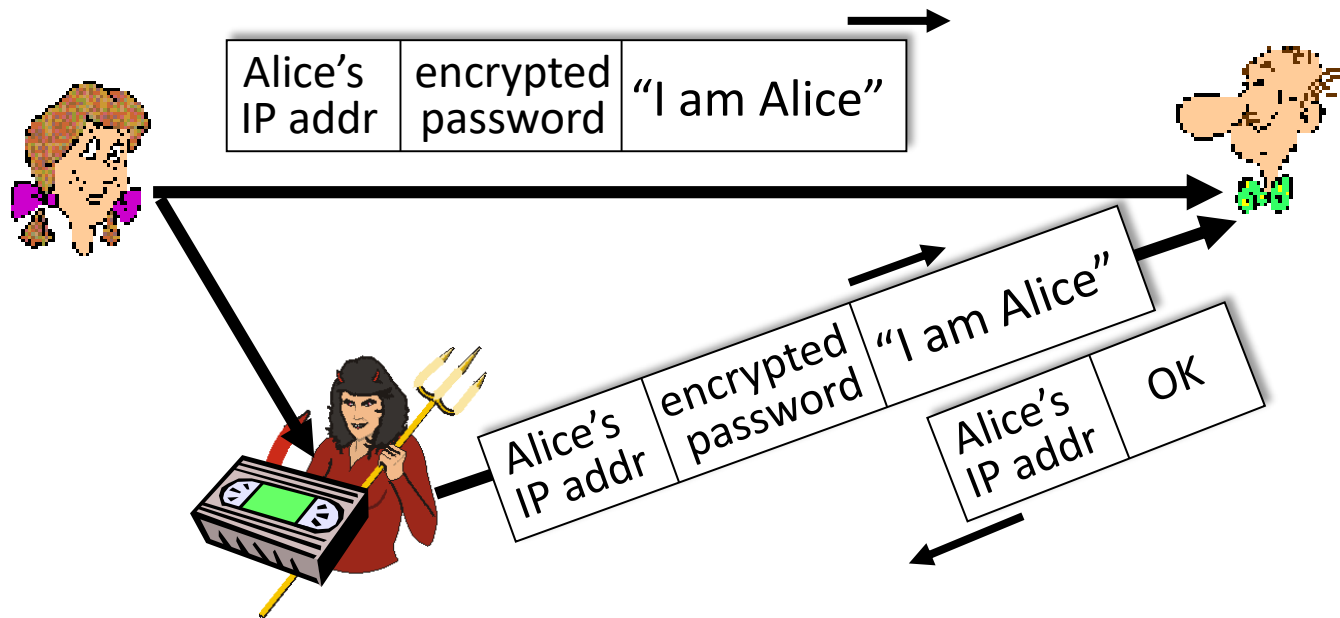 Alice’s
IP addr
encrypted
password
“I am Alice”
Alice’s
IP addr
encrypted
password
“I am Alice”
Alice’s
IP addr
OK